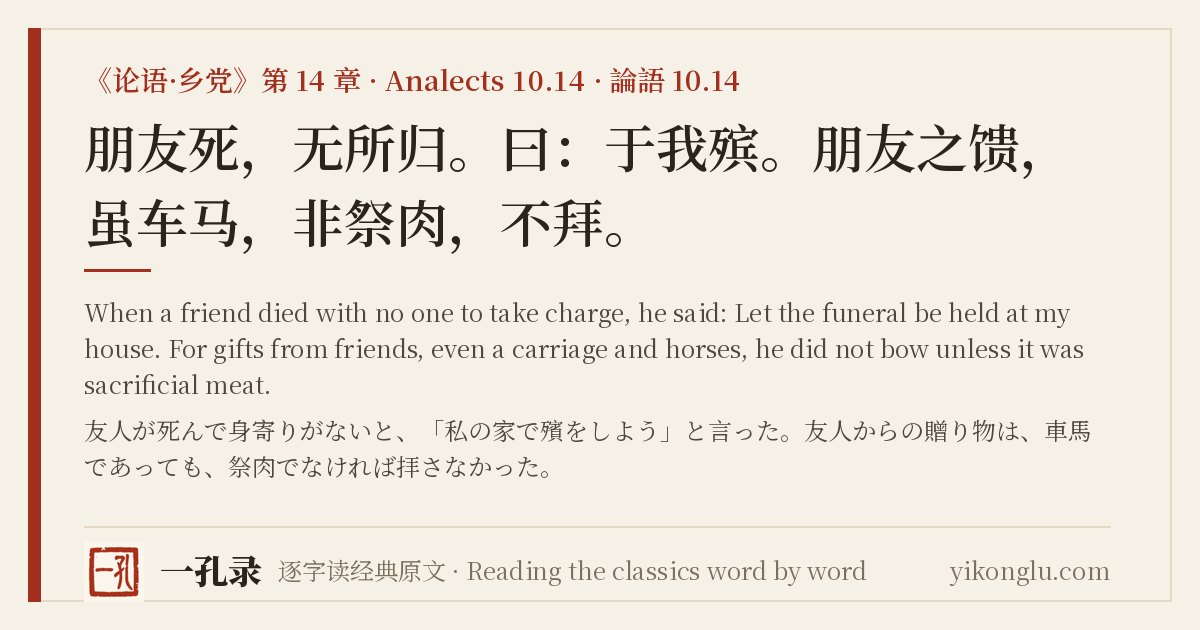 《论语·乡党》第 14 章 · Analects 10.14 · 論語 10.14
朋友死，无所归。曰：于我殡。朋友之馈，
虽车马，非祭肉，不拜。
When a friend died with no one to take charge, he said: Let the funeral be held at my
house. For gifts from friends, even a carriage and horses, he did not bow unless it was
sacrificial meat.
友人が死んで身寄りがないと、「私の家で殯をしよう」と言った。友人からの贈り物は、車馬
であっても、祭肉でなければ拝さなかった。
一孔
一孔录 逐字读经典原文 · Reading the classics word by word yikonglu.com